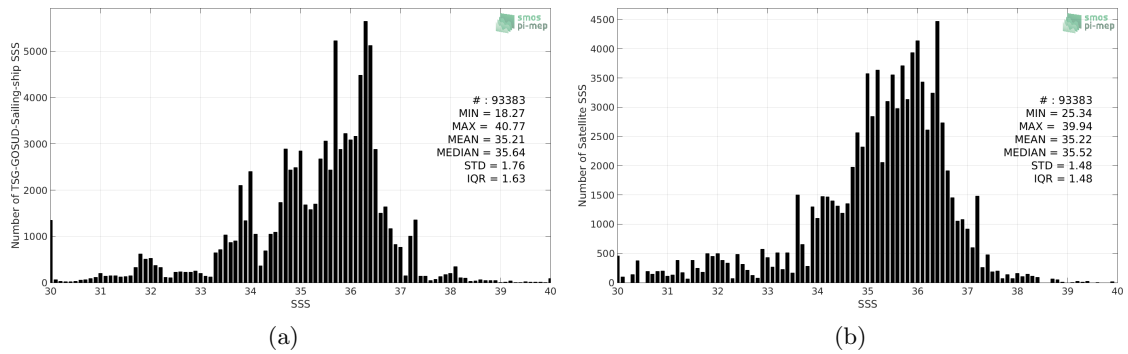 Number of TSG-GOSUD-Sailing-ship SSS
5000
4000
3000
2000
1000
0
30 31 32 33 34 35 36 37 38 39 40
SSS
smos
pi-mep
# : 93383
MIN = 18.27
MAX = 40.77
MEAN = 35.21
MEDIAN = 35.64
STD = 1.76
IQR = 1.63
(a)
Number of Satellite SSS
4500
4000
3500
3000
2500
2000
1500
1000
500
0
30 31 32 33 34 35 36 37 38 39 40
SSS
smos
pi-mep
# : 93383
MIN = 25.34
MAX = 39.94
MEAN = 35.22
MEDIAN = 35.52
STD = 1.48
IQR = 1.48
(b)